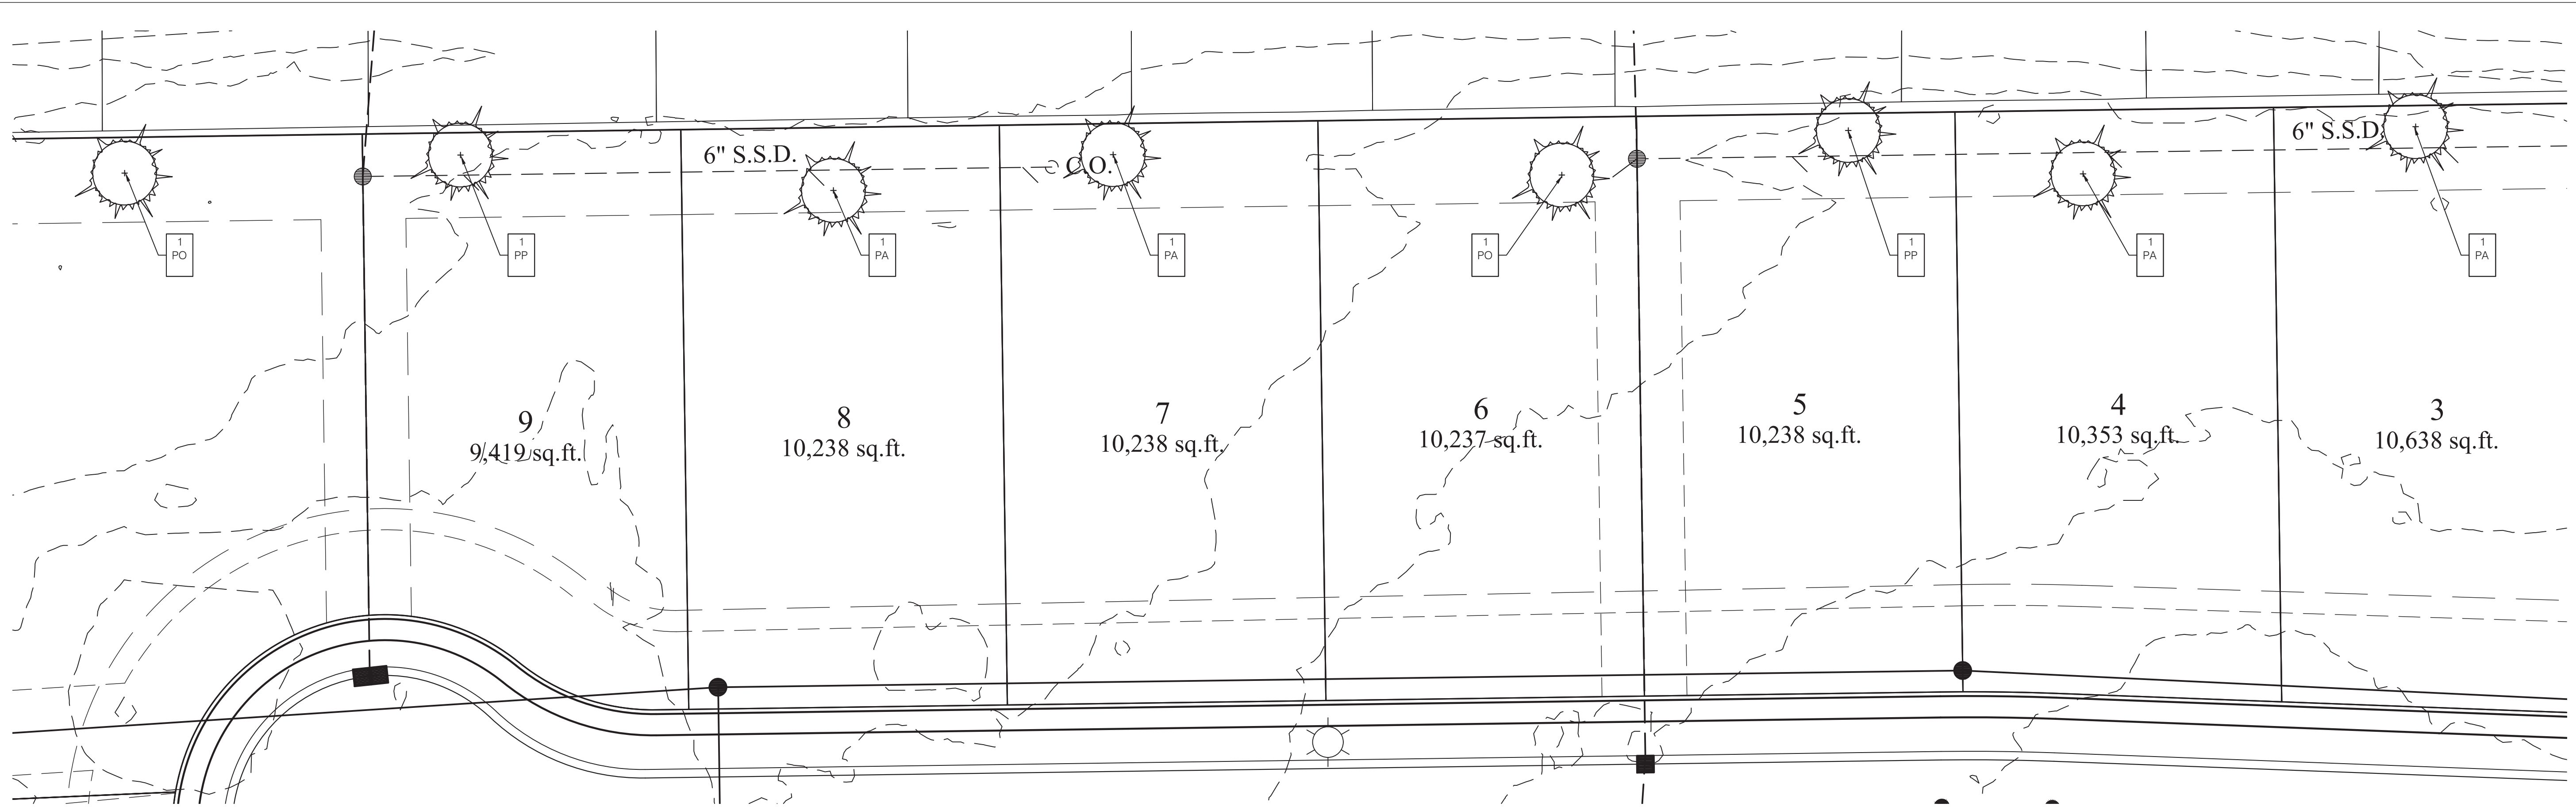 6" S.S.D.
C.O.
6" S.S.D.
1
PO
1
PP
1
PA
1
PA
1
PO
1
PP
1
PA
1
PA
9
9,419 sq.ft.
8
10,238 sq.ft.
7
10,238 sq.ft.
6
10,237 sq.ft.
5
10,238 sq.ft.
4
10,353 sq.ft.
3
10,638 sq.ft.